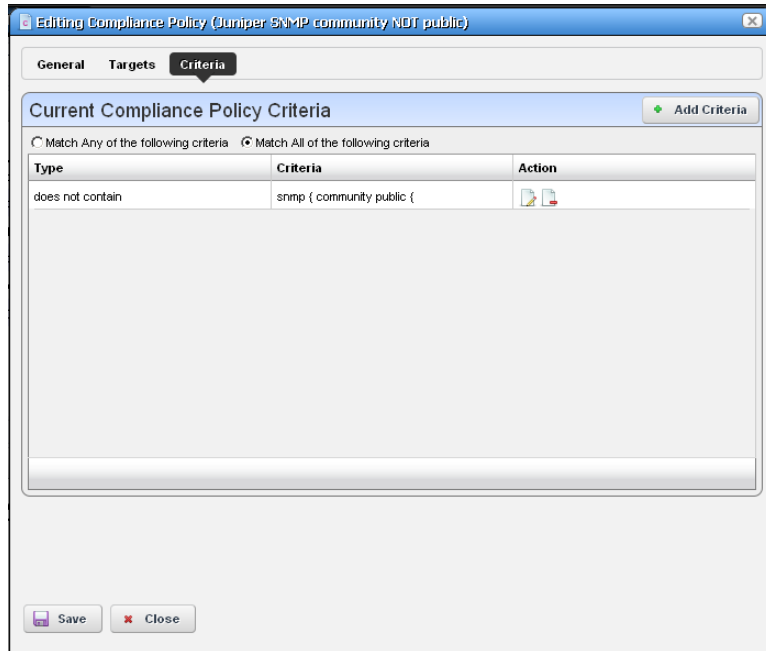 Editing Compliance Policy (Juniper SNMP community NOT public)
General Targets Criteria
Current Compliance Policy Criteria
Add Criteria
Match Any of the following criteria Match All of the following criteria
Type Criteria Action
does not contain snmp { community public {
Save Close